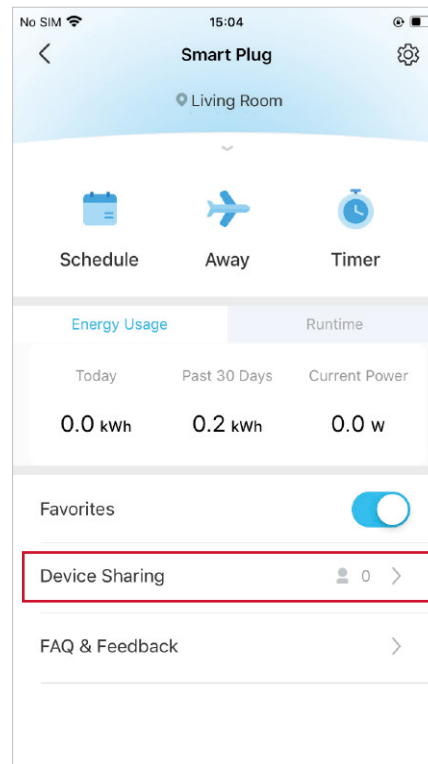 No SIM 15:04
Smart Plug
Living Room
Schedule Away Timer
Energy Usage Runtime
Today Past 30 Days Current Power
0.0 kWh 0.2 kWh 0.0 W
Favorites
Device Sharing 0
FAQ & Feedback